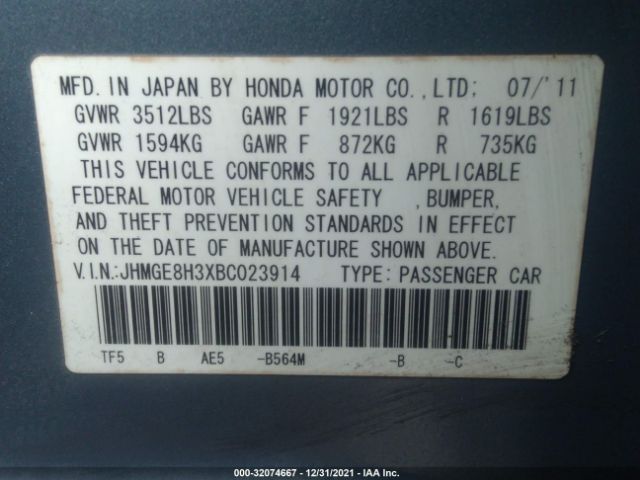 MFD. IN JAPAN BY HONDA MOTOR CO.,LTD; 07/'11
GVWR 3512LBS GAWR F 1921LBS R 1619LBS
GVWR 1594KG GAWR F 872KG R 735KG
THIS VEHICLE CONFORMS TO ALL APPLICABLE
FEDERAL MOTOR VEHICLE SAFETY ,BUMPER,
AND THEFT PREVENTION STANDARDS IN EFFECT
ON THE DATE OF MANUFACTURE SHOWN ABOVE.
V.I.N:JHMGE8H3XBC023914 TYPE:PASSENGER CAR
TF5 B AE5 -B564M -B -C
000-32074667 - 12/31/2021 - IAA Inc.